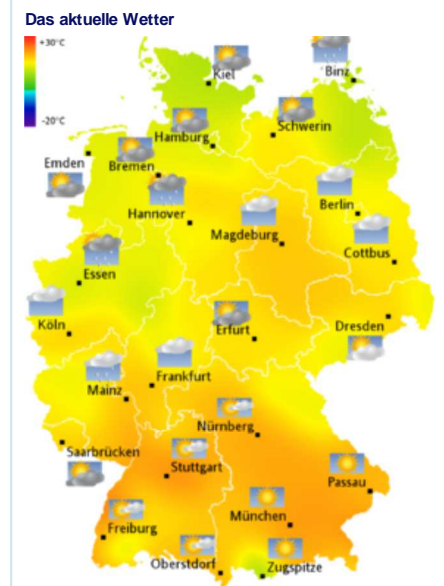 Das aktuelle Wetter
+30°C
-20°C
Kiel
Binz
Schwerin
Hamburg
Emden
Bremen
Hannover
Berlin
Magdeburg
Cottbus
Essen
Köln
Erfurt
Dresden
Frankfurt
Mainz
Nürnberg
Saarbrücken
Stuttgart
Passau
München
Freiburg
Oberstdorf
Zugspitze